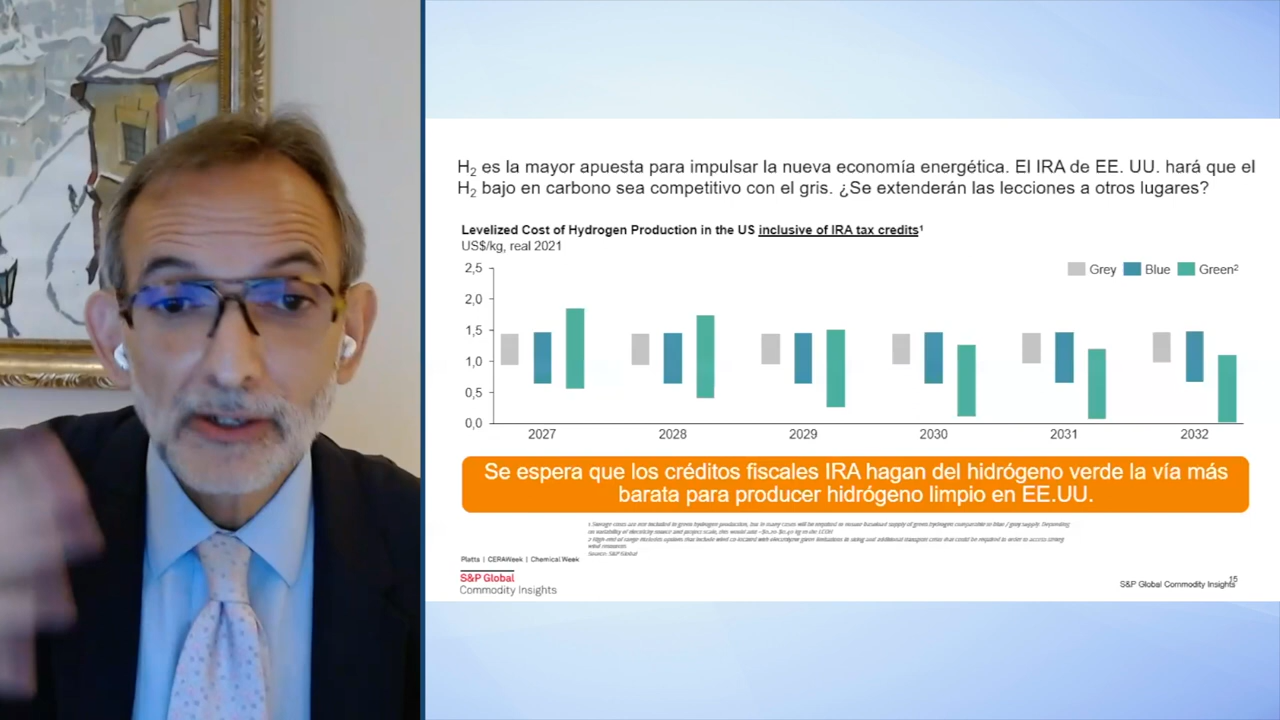 H₂ es la mayor apuesta para impulsar la nueva economía energética. El IRA de EE. UU. hará que el
H₂ bajo en carbono sea competitivo con el gris. ¿Se extenderán las lecciones a otros lugares?
Levelized Cost of Hydrogen Production in the US inclusive of IRA tax credits¹
US$/kg, real 2021
Grey Blue Green²
2,5
2,0
1,5
1,0
0,5
0,0
2027 2028 2029 2030 2031 2032
Se espera que los créditos fiscales IRA hagan del hidrógeno verde la vía más
barata para producer hidrógeno limpio en EE.UU.
Source: S&P Global
Platts | CERAWeek | Chemical Week
S&P Global
Commodity Insights
S&P Global Commodity Insights